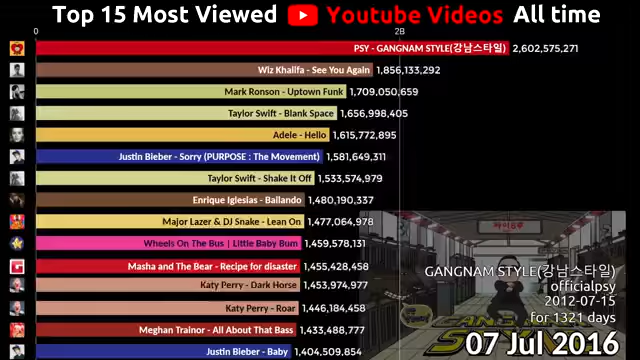 Top 15 Most Viewed Youtube Videos All time
0 2B
PSY - GANGNAM STYLE(강남스타일) 2,602,575,271
Wiz Khalifa - See You Again 1,856,133,292
Mark Ronson - Uptown Funk 1,709,050,659
Taylor Swift - Blank Space 1,656,998,405
Adele - Hello 1,615,772,895
Justin Bieber - Sorry (PURPOSE : The Movement) 1,581,649,311
Taylor Swift - Shake It Off 1,533,574,979
Enrique Iglesias - Bailando 1,480,190,337
Major Lazer & DJ Snake - Lean On 1,477,064,978
Wheels On The Bus | Little Baby Bum 1,459,578,131
Masha and The Bear - Recipe for disaster 1,455,428,458
Katy Perry - Dark Horse 1,453,974,977
Katy Perry - Roar 1,446,184,458
Meghan Trainor - All About That Bass 1,433,488,777
Justin Bieber - Baby 1,404,509,854
GANGNAM STYLE(강남스타일)
officialpsy
2012-07-15
for 1321 days
GANGNAM
STYLE
07 Jul 2016